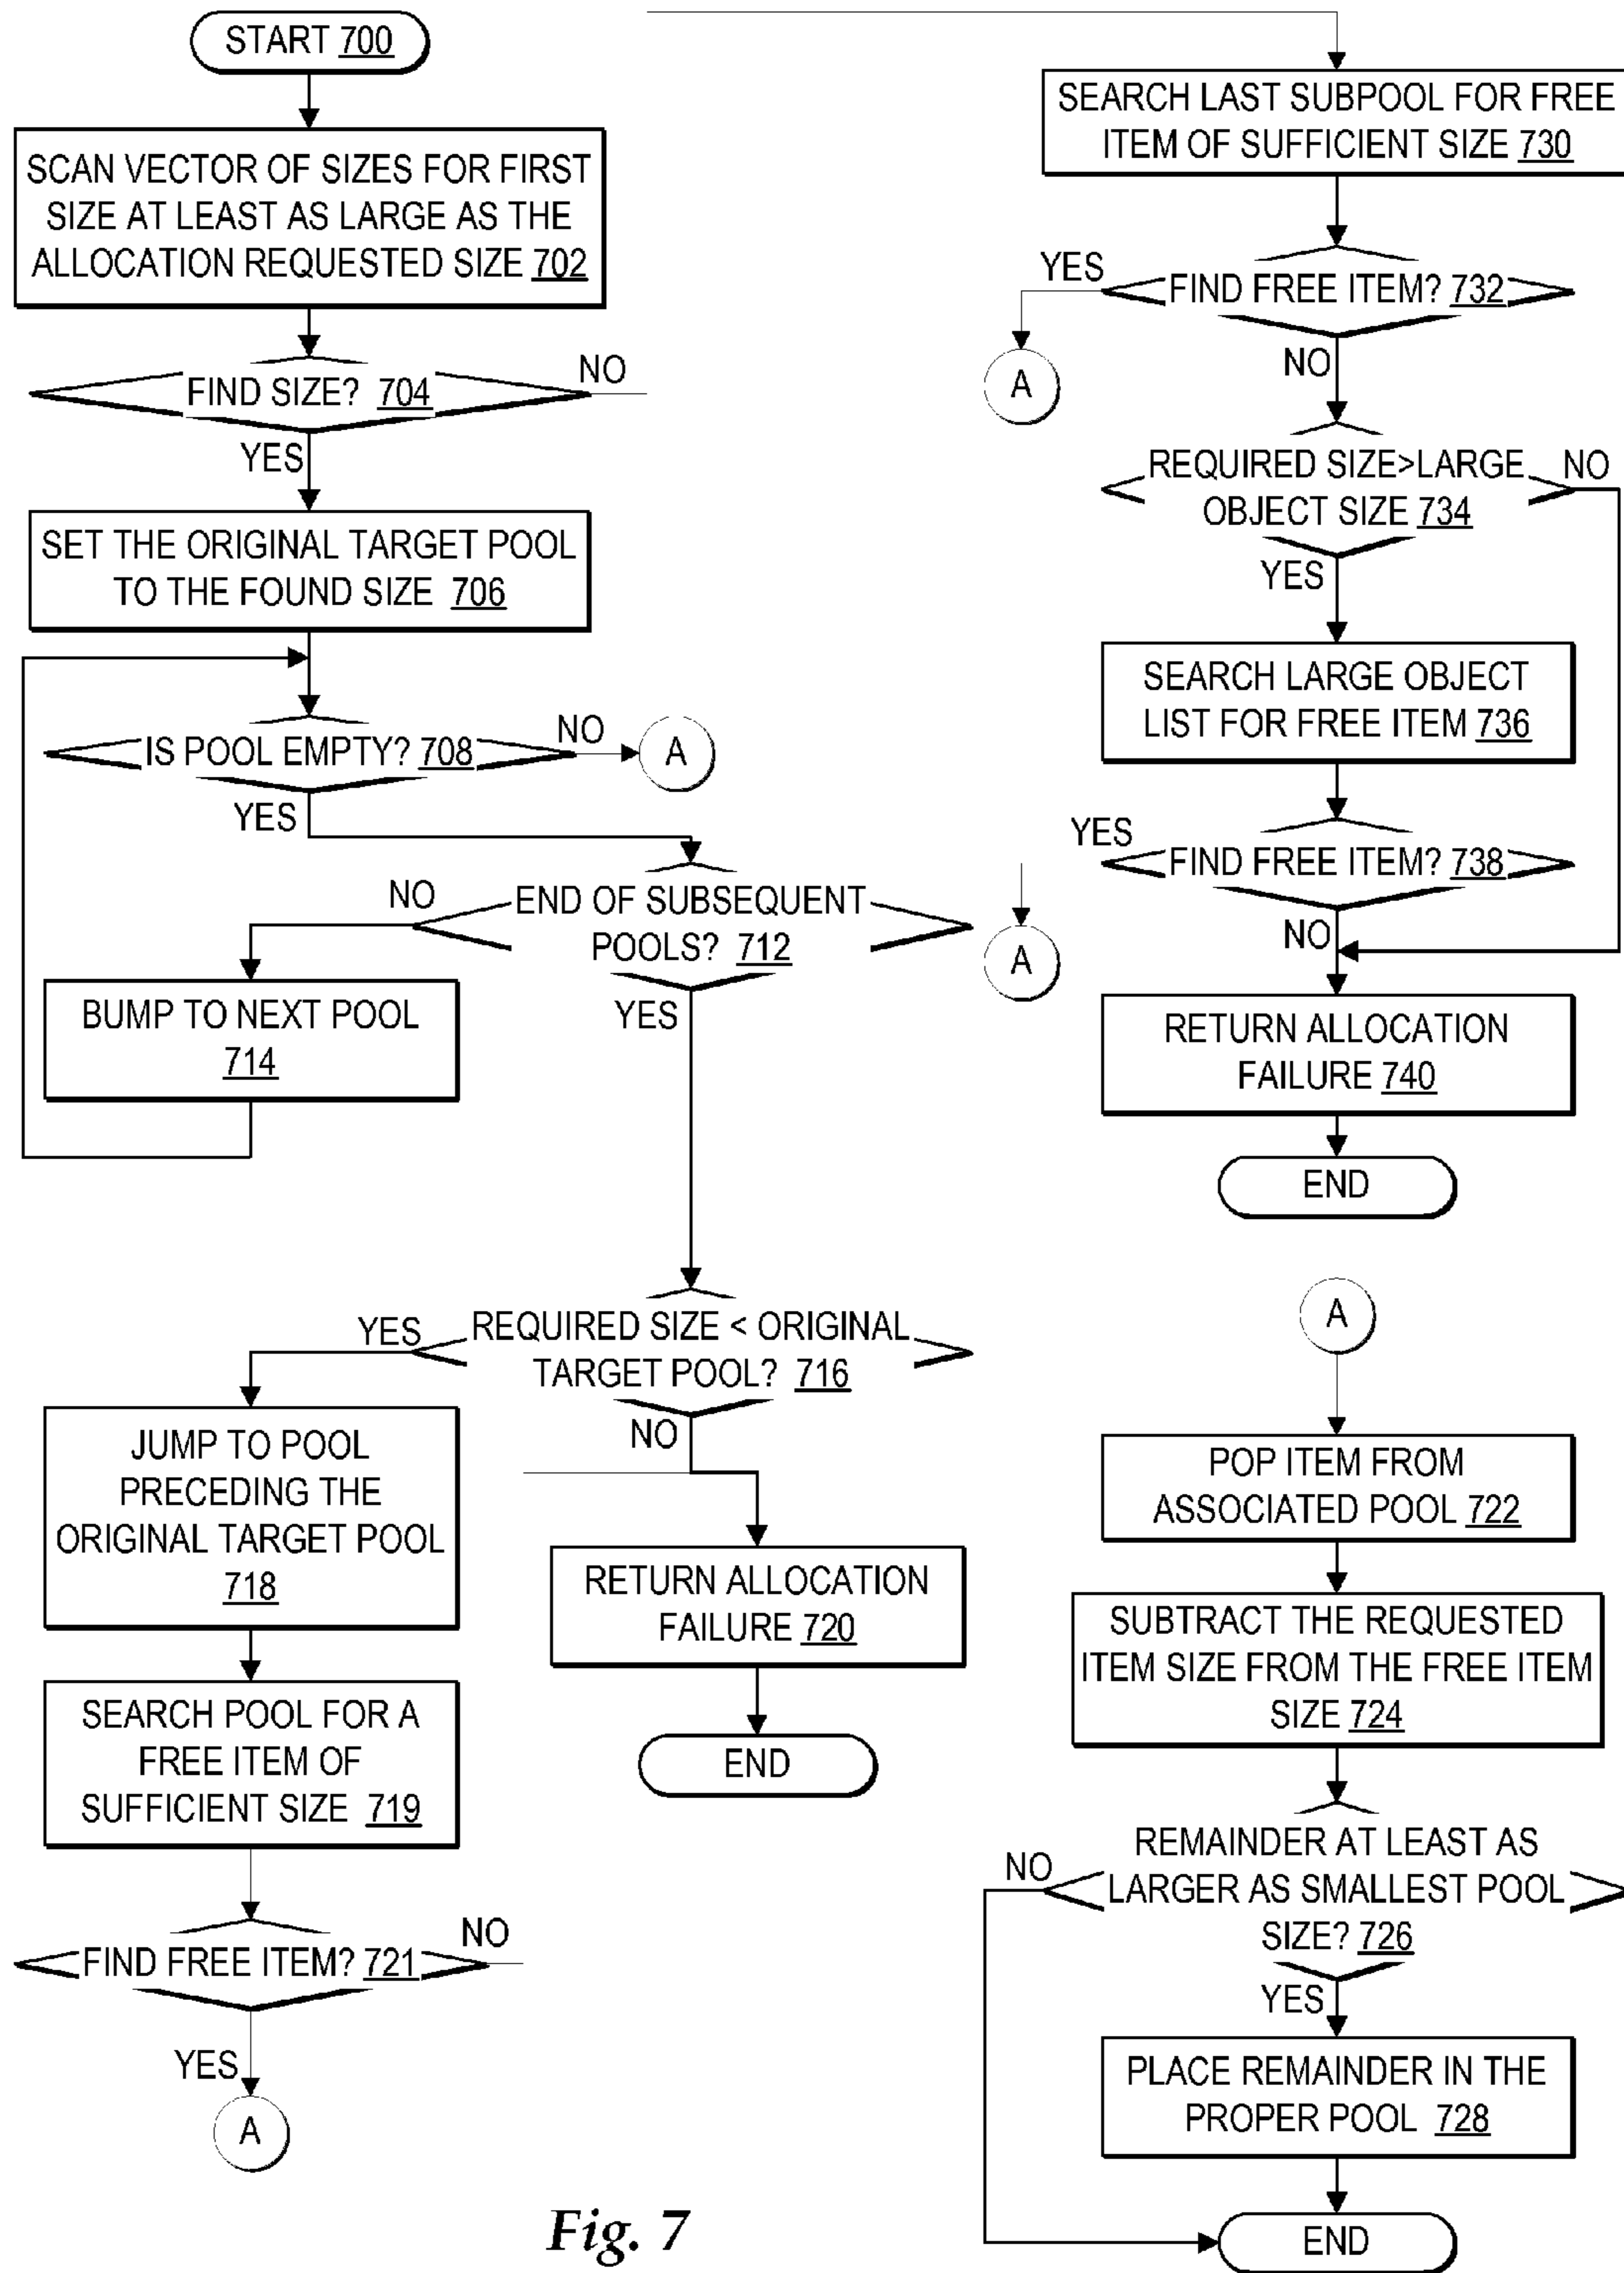 START 700
SCAN VECTOR OF SIZES FOR FIRST
SIZE AT LEAST AS LARGE AS THE
ALLOCATION REQUESTED SIZE 702
FIND SIZE? 704
NO
YES
SET THE ORIGINAL TARGET POOL
TO THE FOUND SIZE 706
IS POOL EMPTY? 708
NO
A
YES
END OF SUBSEQUENT
POOLS? 712
NO
BUMP TO NEXT POOL
714
YES
REQUIRED SIZE < ORIGINAL
TARGET POOL? 716
YES
JUMP TO POOL
PRECEDING THE
ORIGINAL TARGET POOL
718
NO
RETURN ALLOCATION
FAILURE 720
END
SEARCH POOL FOR A
FREE ITEM OF
SUFFICIENT SIZE 719
FIND FREE ITEM? 721
NO
YES
A
SEARCH LAST SUBPOOL FOR FREE
ITEM OF SUFFICIENT SIZE 730
YES
FIND FREE ITEM? 732
A
NO
REQUIRED SIZE>LARGE
OBJECT SIZE 734
NO
YES
SEARCH LARGE OBJECT
LIST FOR FREE ITEM 736
YES
FIND FREE ITEM? 738
A
NO
RETURN ALLOCATION
FAILURE 740
END
A
POP ITEM FROM
ASSOCIATED POOL 722
SUBTRACT THE REQUESTED
ITEM SIZE FROM THE FREE ITEM
SIZE 724
REMAINDER AT LEAST AS
LARGER AS SMALLEST POOL
SIZE? 726
NO
YES
PLACE REMAINDER IN THE
PROPER POOL 728
END
Fig. 7